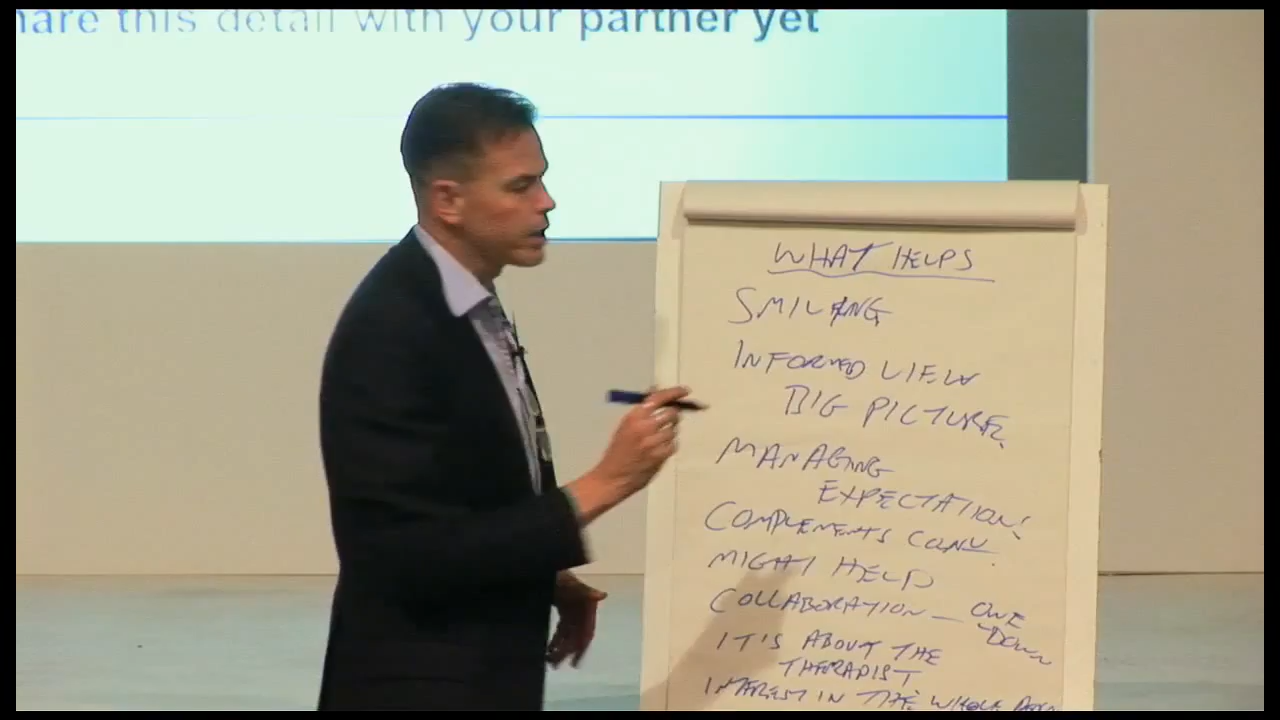 hare this detail with your partner yet
WHAT HELPS
SMILING
INFORMED VIEW
BIG PICTURE
MANAGING
EXPECTATIONS
COMPLEMENTS CONV
MIGHT HELP
COLLABORATION — ONE
DOWN
IT'S ABOUT THE
THERAPIST
INTEREST IN THE WHOLE